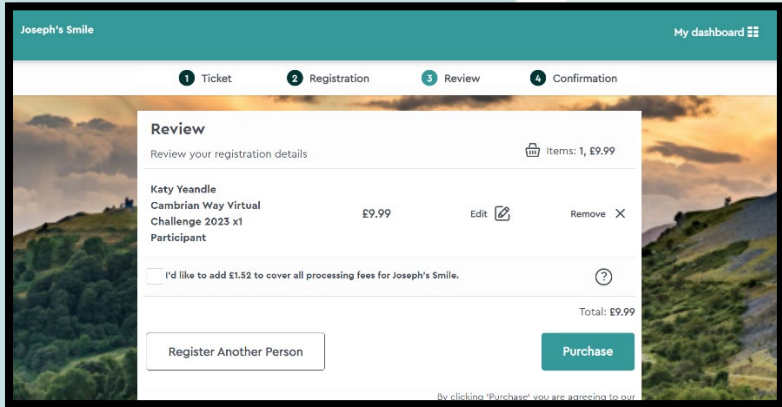 Joseph's Smile
My dashboard
1 Ticket 2 Registration 3 Review 4 Confirmation
Review
Review your registration details
Items: 1, £9.99
Katy Yeandle
Cambrian Way Virtual
Challenge 2023 x1
Participant
£9.99
Edit
Remove
I'd like to add £1.52 to cover all processing fees for Joseph's Smile.
?
Total: £9.99
Register Another Person
Purchase
By clicking 'Purchase' you are agreeing to our